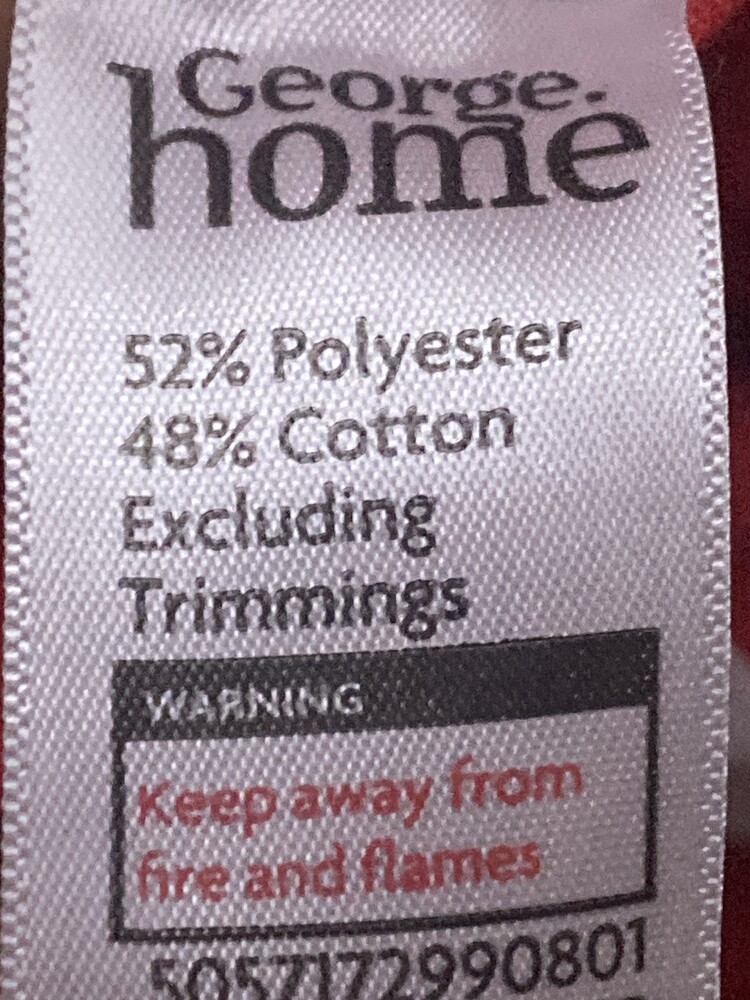 George.
home
52% Polyester
48% Cotton
Excluding
Trimmings
WARNING
Keep away from
fire and flames
5057172990801